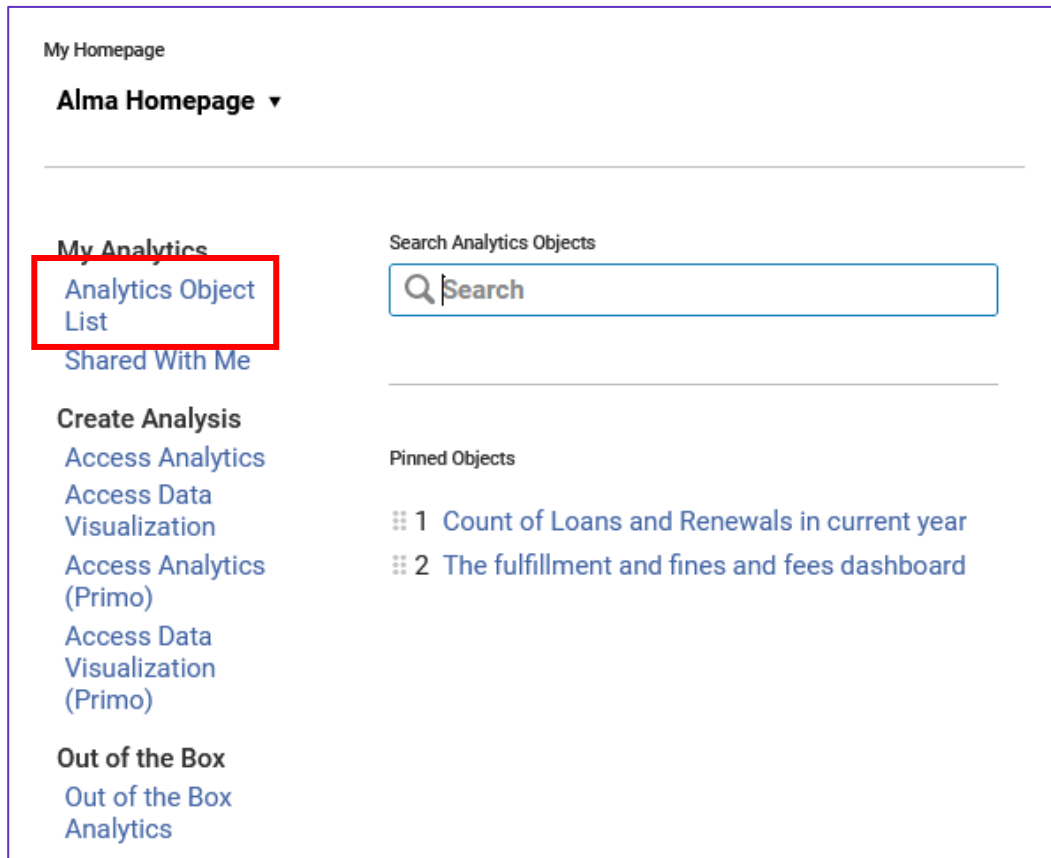 My Homepage
Alma Homepage ▼
My Analytics
Analytics Object
List
Shared With Me
Create Analysis
Access Analytics
Access Data
Visualization
Access Analytics
(Primo)
Access Data
Visualization
(Primo)
Out of the Box
Out of the Box
Analytics
Search Analytics Objects
Search
Pinned Objects
1 Count of Loans and Renewals in current year
2 The fulfillment and fines and fees dashboard